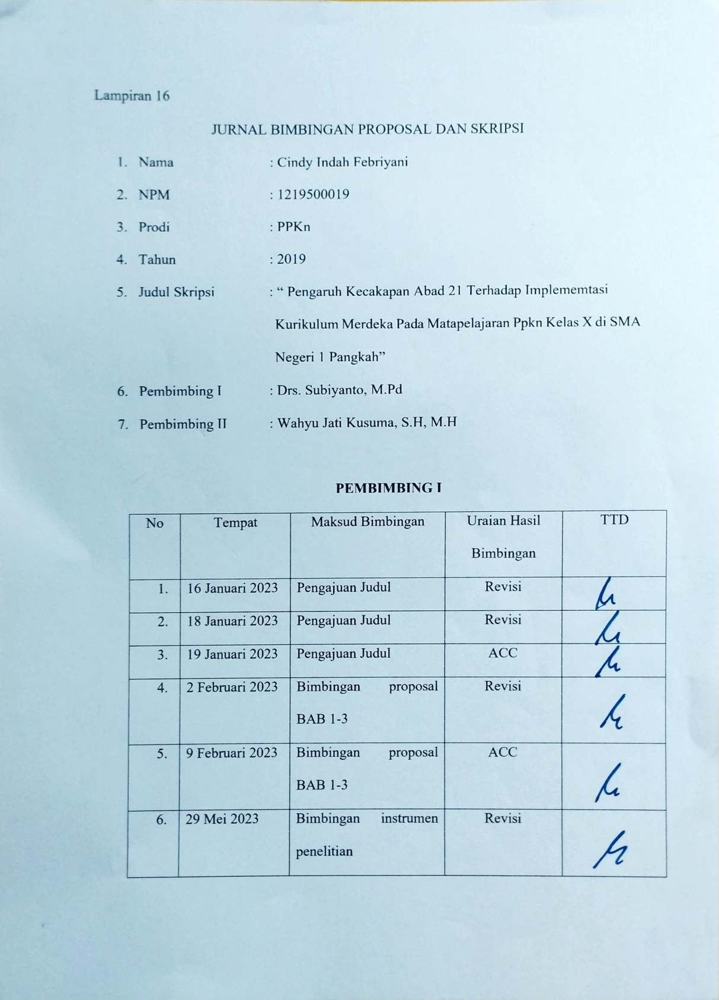 Lampiran 16
JURNAL BIMBINGAN PROPOSAL DAN SKRIPSI
1. Nama : Cindy Indah Febriyani
2. NPM : 1219500019
3. Prodi : PPKn
4. Tahun : 2019
5. Judul Skripsi : “ Pengaruh Kecakapan Abad 21 Terhadap Implememtasi
Kurikulum Merdeka Pada Matapelajaran Ppkn Kelas X di SMA
Negeri 1 Pangkah”
6. Pembimbing I : Drs. Subiyanto, M.Pd
7. Pembimbing II : Wahyu Jati Kusuma, S.H, M.H
PEMBIMBING I
No Tempat Maksud Bimbingan Uraian Hasil TTD
Bimbingan
1. 16 Januari 2023 Pengajuan Judul Revisi
2. 18 Januari 2023 Pengajuan Judul Revisi
3. 19 Januari 2023 Pengajuan Judul ACC
4. 2 Februari 2023 Bimbingan proposal Revisi
BAB 1-3
5. 9 Februari 2023 Bimbingan proposal ACC
BAB 1-3
6. 29 Mei 2023 Bimbingan instrumen Revisi
penelitian